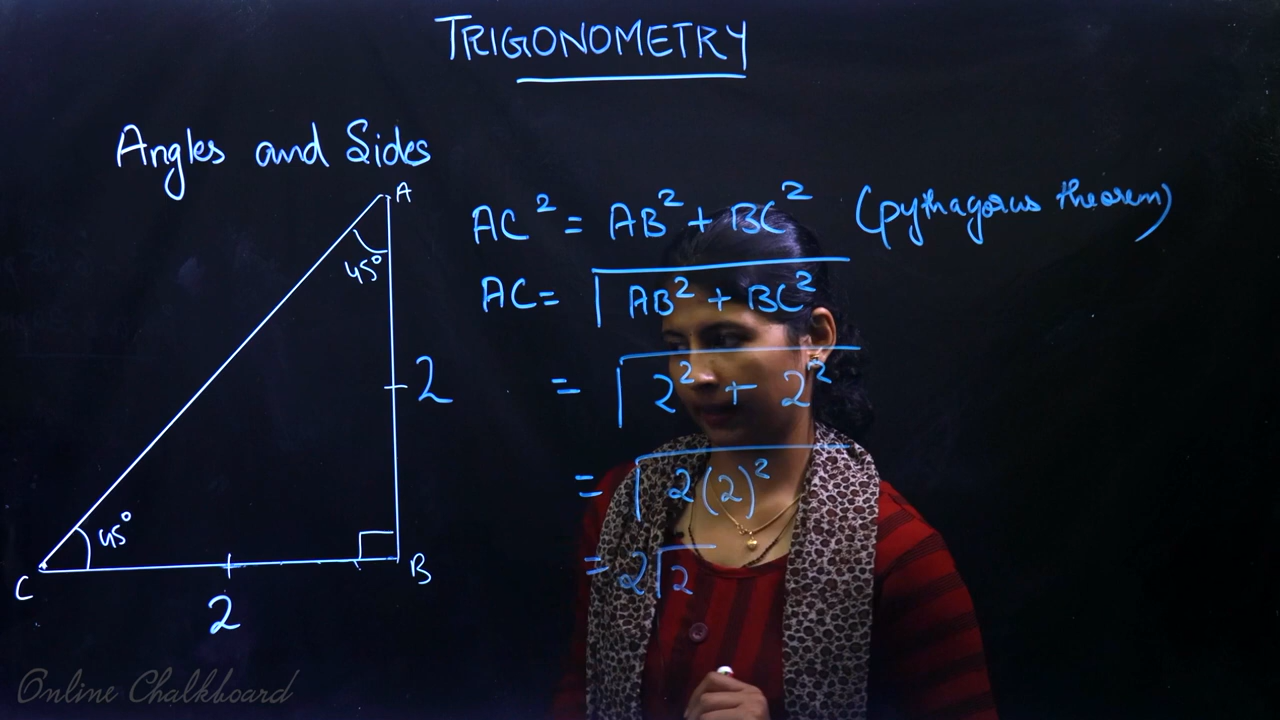 TRIGONOMETRY
Angles and Sides
A
45°
2
45°
C
B
2
AC² = AB² + BC² (pythagorus theorem)
AC = √AB² + BC²
= √2² + 2²
= √2(2)²
= 2√2
Online Chalkboard